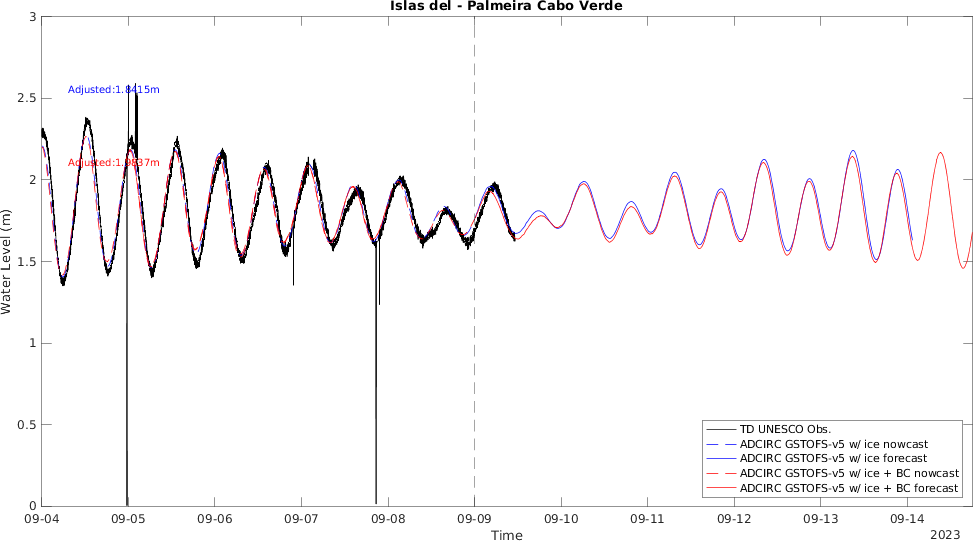 Islas del - Palmeira Cabo Verde
3
2.5
2
1.5
1
0.5
0
Water Level (m)
Adjusted:1.8415m
TD UNESCO Obs.
ADCIRC GSTOFS-v5 w/ ice nowcast
ADCIRC GSTOFS-v5 w/ ice forecast
ADCIRC GSTOFS-v5 w/ ice + BC nowcast
ADCIRC GSTOFS-v5 w/ ice + BC forecast
09-04 09-05 09-06 09-07 09-08 09-09 09-10 09-11 09-12 09-13 09-14
Time
2023